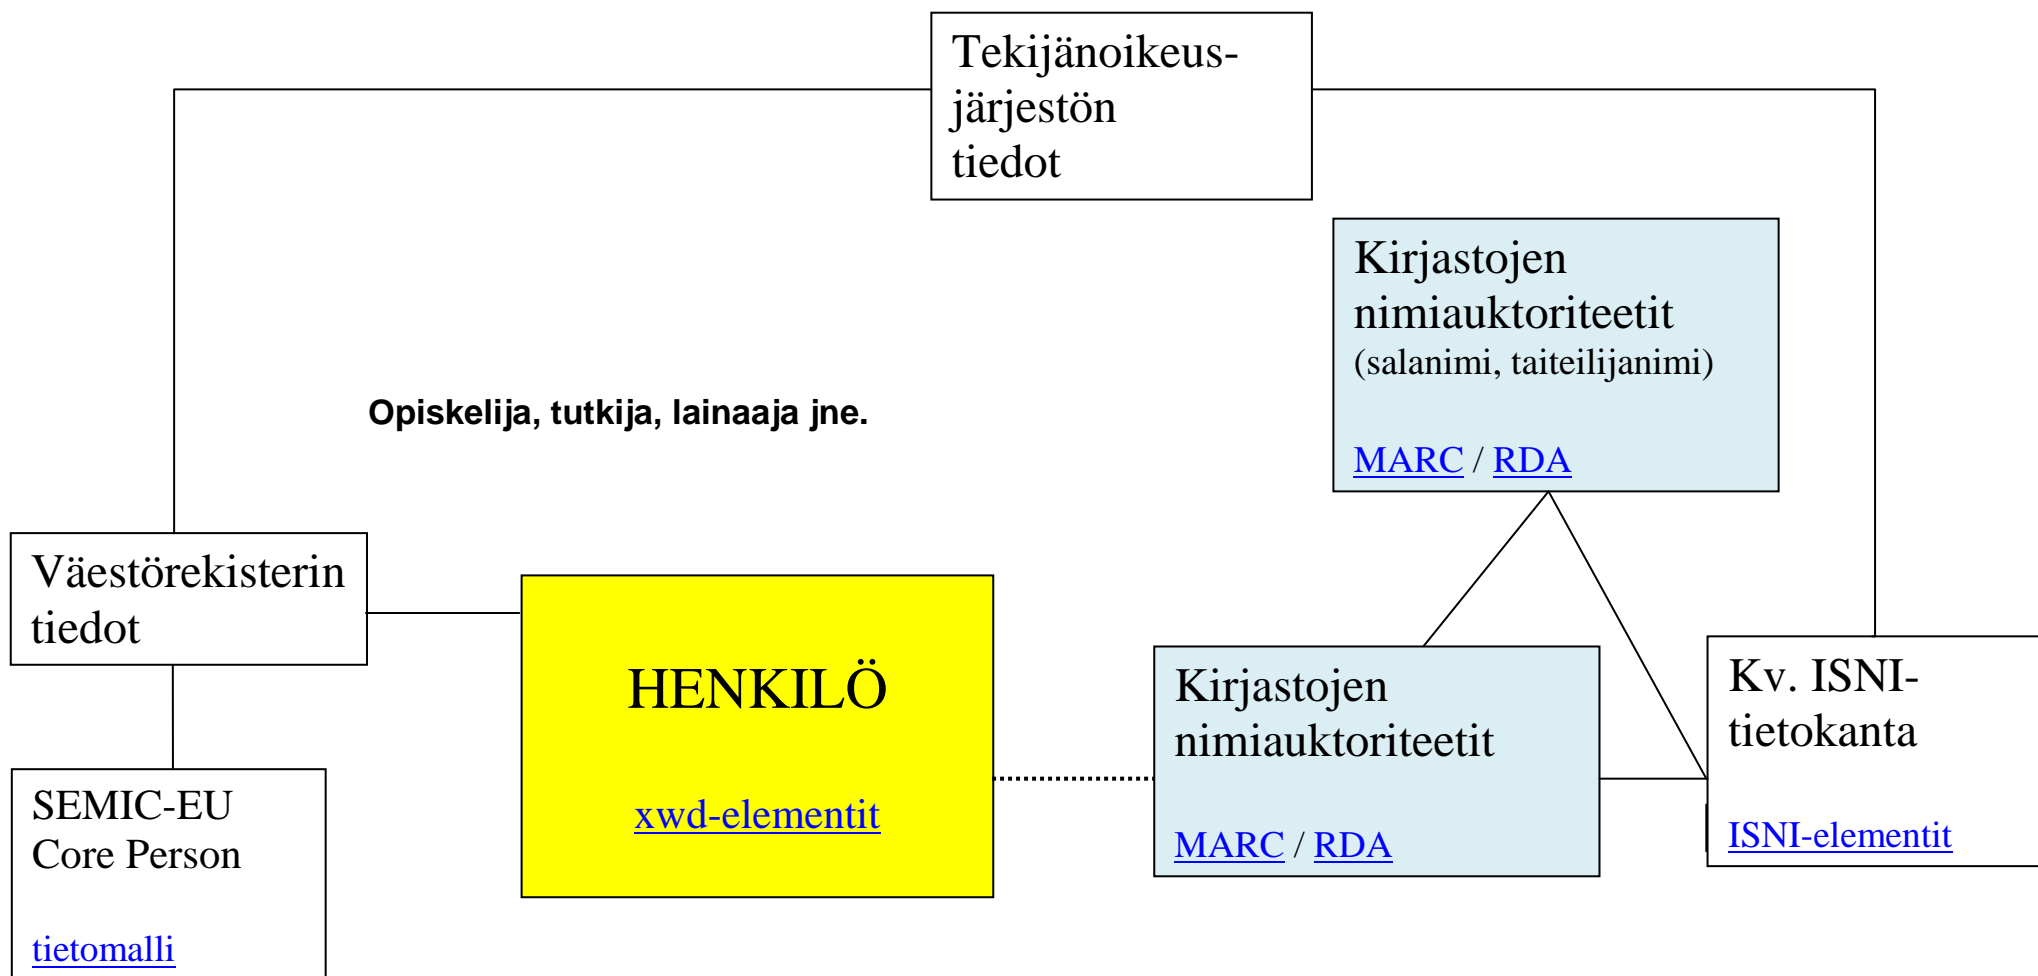 Tekijänoikeus-
järjestön
tiedot
Kirjastojen
nimiauktoriteetit
(salanimi, taiteilijanimi)
MARC / RDA
Opiskelija, tutkija, lainaaja jne.
Väestörekisterin
tiedot
HENKILÖ
xwd-elementit
Kirjastojen
nimiauktoriteetit
MARC / RDA
Kv. ISNI-
tietokanta
ISNI-elementit
SEMIC-EU
Core Person
tietomalli